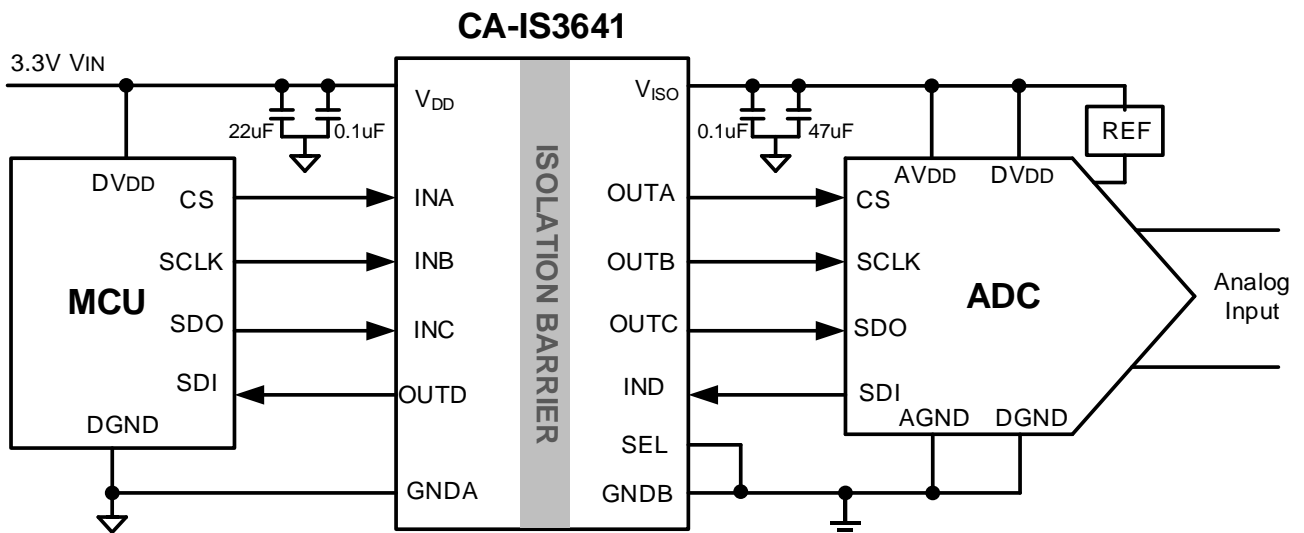 CA-IS3641
3.3V VIN
VDD
VISO
22uF
0.1uF
0.1uF
47uF
REF
ISOLATION BARRIER
DVDD
CS
SCLK
MCU
SDO
SDI
DGND
INA
INB
INC
OUTD
GNDA
OUTA
OUTB
OUTC
IND
SEL
GNDB
AVDD
DVDD
CS
SCLK
ADC
SDO
SDI
AGND
DGND
Analog
Input